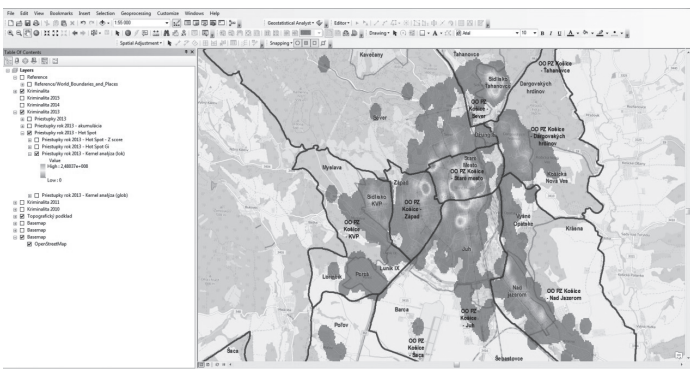 File Edit View Bookmarks Insert Selection Geoprocessing Customize Windows Help
1:55 000
Geostatistical Analyst
Editor
Drawing
Arial
10
B I U A
Spatial Adjustment
Snapping
Table Of Contents
Layers
Reference
Reference/World_Boundaries_and_Places
Kriminalita
Kriminalita 2015
Kriminalita 2014
Kriminalita 2013
Priestupky 2013
Priestupky rok 2013 - akumulácia
Priestupky rok 2013 - Hot Spot
Priestupky rok 2013 - Hot Spot - Z score
Priestupky rok 2013 - Hot Spot Gi
Priestupky rok 2013 - Kernel analýza (lok)
Value
Low : 0
Priestupky rok 2013 - Kernel analýza (glob)
Kriminalita 2011
Kriminalita 2010
Topografický podklad
Basemap
Basemap
Basemap
OpenStreetMap
Kavečany
Ťahanovce
OO PZ Košice - Ťahanovce
Sídlisko Ťahanovce
Dargovských hrdinov
OO PZ Košice - Sever
Sever
OO PZ Košice - Dargovských hrdinov
Džungľa
Staré Mesto
OO PZ Košice - Staré mesto
Košická Nová Ves
Myslava
Západ
Sídlisko KVP
OO PZ Košice - Západ
OO PZ Košice - KVP
Vyšné Opátske
Krásna
Juh
Luník IX
Lorinčík
Pereš
Nad jazerom
OO PZ Košice - Nad Jazerom
Barca
OO PZ Košice - Juh
Poľov
OO PZ Košice - Šaca
Šaca
Šebastovce